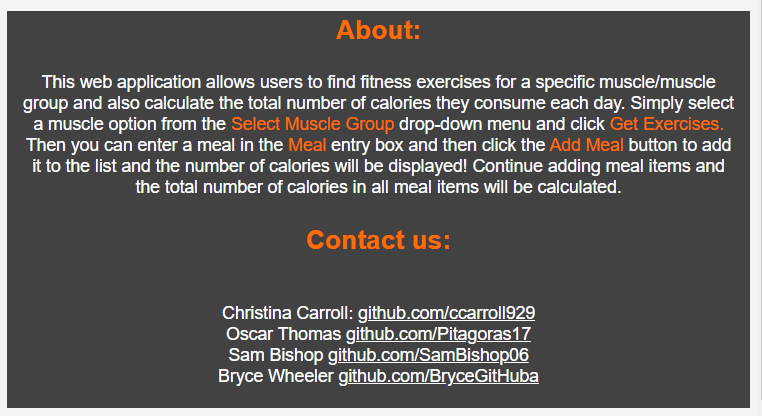 About:
This web application allows users to find fitness exercises for a specific muscle/muscle
group and also calculate the total number of calories they consume each day. Simply select
a muscle option from the Select Muscle Group drop-down menu and click Get Exercises.
Then you can enter a meal in the Meal entry box and then click the Add Meal button to add
it to the list and the number of calories will be displayed! Continue adding meal items and
the total number of calories in all meal items will be calculated.
Contact us:
Christina Carroll: github.com/ccarroll929
Oscar Thomas github.com/Pitagoras17
Sam Bishop github.com/SamBishop06
Bryce Wheeler github.com/BryceGitHuba